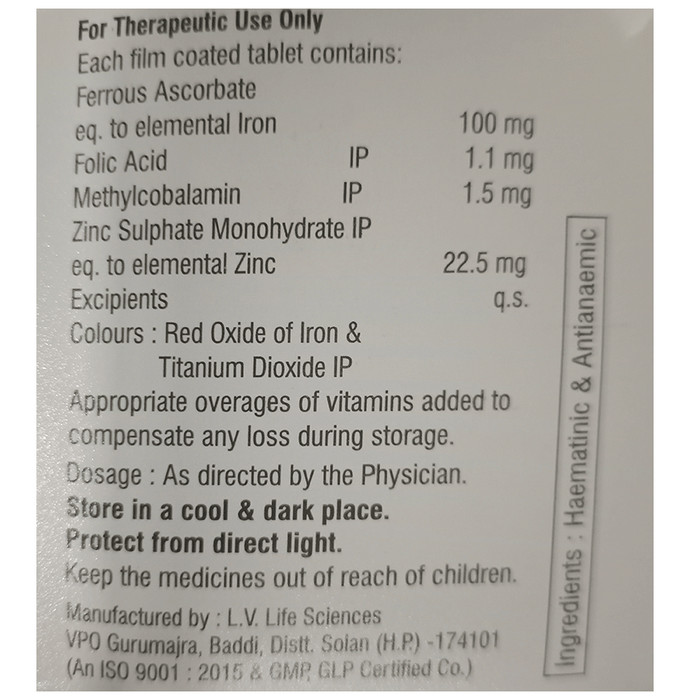 For Therapeutic Use Only
Each film coated tablet contains:
Ferrous Ascorbate
eq. to elemental Iron 100 mg
Folic Acid IP 1.1 mg
Methylcobalamin IP 1.5 mg
Zinc Sulphate Monohydrate IP
eq. to elemental Zinc 22.5 mg
Excipients q.s.
Colours : Red Oxide of Iron &
Titanium Dioxide IP
Appropriate overages of vitamins added to
compensate any loss during storage.
Dosage : As directed by the Physician.
Store in a cool & dark place.
Protect from direct light.
Keep the medicines out of reach of children.
Manufactured by : L.V. Life Sciences
VPO Gurumajra, Baddi, Distt. Solan (H.P.) -174101
(An ISO 9001 : 2015 & GMP, GLP Certified Co.)
Ingredients : Haematinic & Antianaemic